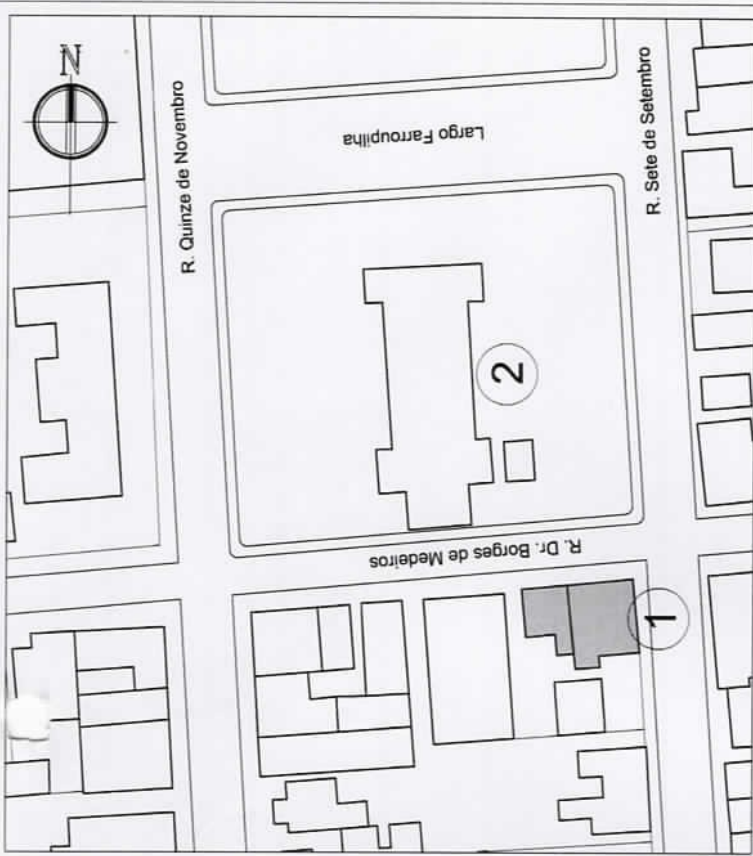 N
R. Quinze de Novembro
Largo Farroupilha
R. Sete de Setembro
2
R. Dr. Borges de Medeiros
1